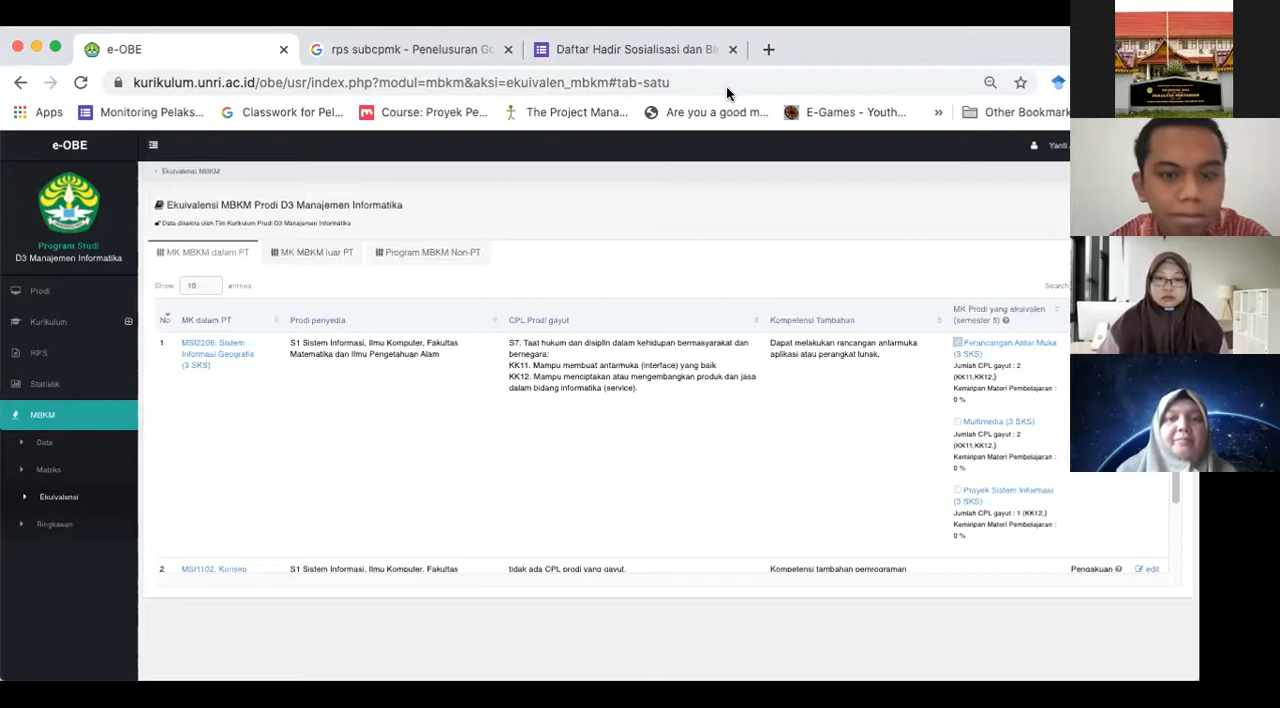 e-OBE
rps subcpmk - Penelusuran Go
Daftar Hadir Sosialisasi dan Bir
kurikulum.unri.ac.id/obe/usr/index.php?modul=mbkm&aksi=ekuivalen_mbkm#tab-satu
Apps
Monitoring Pelaks...
Classwork for Pel...
Course: Proyek -...
The Project Mana...
Are you a good m...
E-Games - Youth...
»
Other Bookmark
e-OBE
Yanti
Program Studi
D3 Manajemen Informatika
Prodi
Kurikulum
RPS
Statistik
MBKM
Data
Matriks
Ekuivalensi
Ringkasan
Ekuivalensi MBKM
Ekuivalensi MBKM Prodi D3 Manajemen Informatika
Data dikelola oleh Tim Kurikulum Prodi D3 Manajemen Informatika
MK MBKM dalam PT
MK MBKM luar PT
Program MBKM Non-PT
Show 10 entries
Search
No
MK dalam PT
Prodi penyedia
CPL Prodi gayut
Kompetensi Tambahan
MK Prodi yang ekuivalen
(semester 5)
1
MSI2206. Sistem
Informasi Geografis
(3 SKS)
S1 Sistem Informasi, Ilmu Komputer, Fakultas
Matematika dan Ilmu Pengetahuan Alam
S7. Taat hukum dan disiplin dalam kehidupan bermasyarakat dan
bernegara;
KK11. Mampu membuat antarmuka (interface) yang baik
KK12. Mampu menciptakan atau mengembangkan produk dan jasa
dalam bidang informatika (service).
Dapat melakukan rancangan antarmuka
aplikasi atau perangkat lunak.
Perancangan Antar Muka
(3 SKS)
Jumlah CPL gayut : 2
(KK11,KK12,)
Kemiripan Materi Pembelajaran :
0 %
Multimedia (3 SKS)
Jumlah CPL gayut : 2
(KK11,KK12,)
Kemiripan Materi Pembelajaran :
0 %
Proyek Sistem Informasi
(3 SKS)
Jumlah CPL gayut : 1 (KK12,)
Kemiripan Materi Pembelajaran :
0 %
2
MSI1102. Konsep
S1 Sistem Informasi, Ilmu Komputer, Fakultas
tidak ada CPL prodi yang gayut.
Kompetensi tambahan pemrograman
Pengakuan
edit